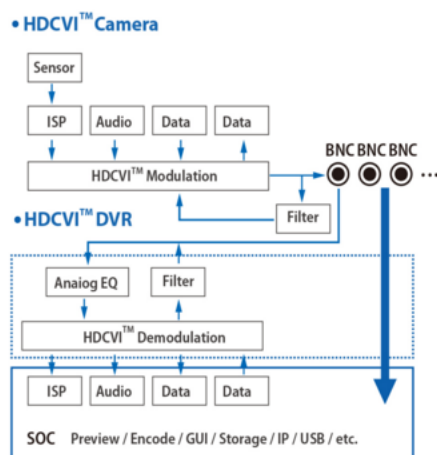 • HDCVI™ Camera
Sensor
ISP Audio Data Data
BNC BNC BNC
HDCVI™ Modulation
...
Filter
• HDCVI™ DVR
Anaiog EQ Filter
HDCVI™ Demodulation
ISP Audio Data Data
SOC Preview / Encode / GUI / Storage / IP / USB / etc.